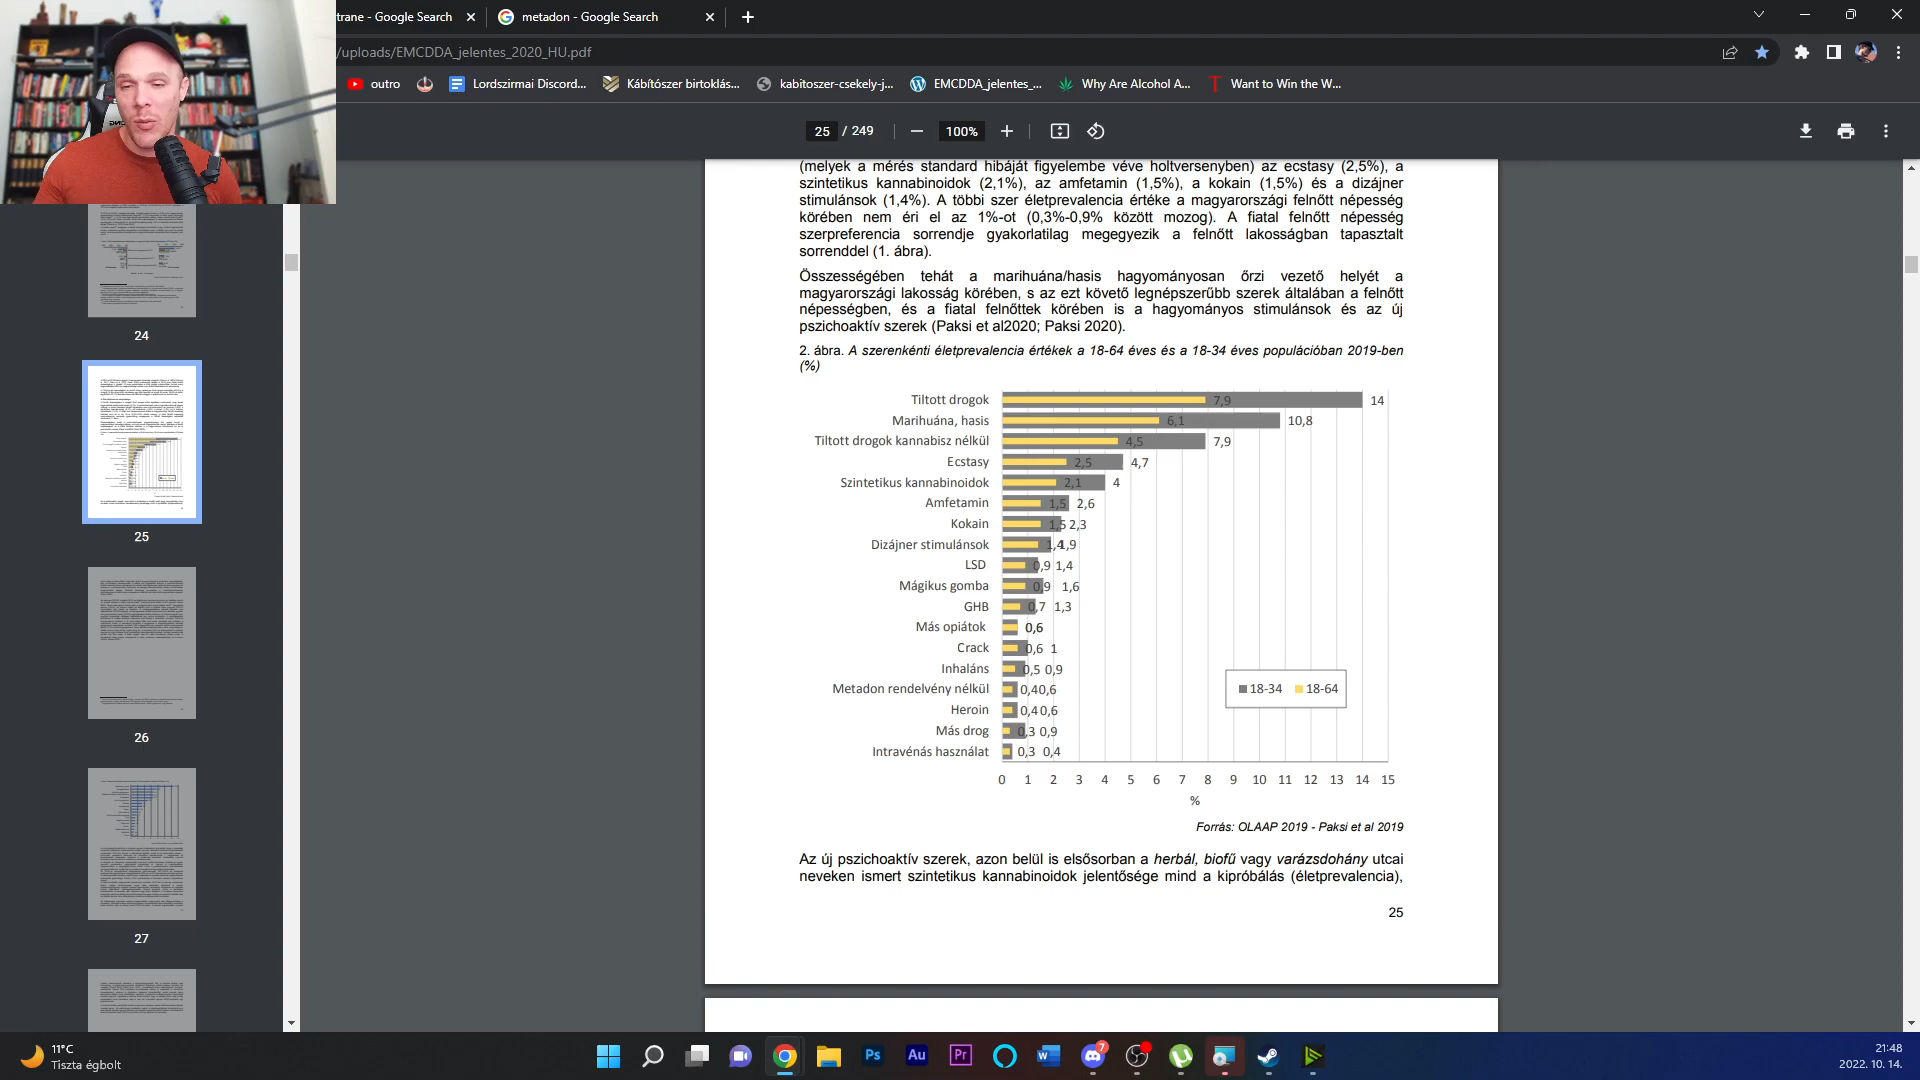 trane - Google Search
metadon - Google Search
/uploads/EMCDDA_jelentes_2020_HU.pdf
outro
Lordszirmai Discord...
Kábítószer birtoklás...
kabitoszer-csekely-j...
EMCDDA_jelentes_...
Why Are Alcohol A...
Want to Win the W...
25 / 249
100%
24
25
26
27
(melyek a mérés standard hibáját figyelembe véve holtversenyben) az ecstasy (2,5%), a
szintetikus kannabinoidok (2,1%), az amfetamin (1,5%), a kokain (1,5%) és a dizájner
stimulánsok (1,4%). A többi szer életprevalencia értéke a magyarországi felnőtt népesség
körében nem éri el az 1%-ot (0,3%-0,9% között mozog). A fiatal felnőtt népesség
szerpreferencia sorrendje gyakorlatilag megegyezik a felnőtt lakosságban tapasztalt
sorrenddel (1. ábra).
Összességében tehát a marihuána/hasis hagyományosan őrzi vezető helyét a
magyarországi lakosság körében, s az ezt követő legnépszerűbb szerek általában a felnőtt
népességben, és a fiatal felnőttek körében is a hagyományos stimulánsok és az új
pszichoaktív szerek (Paksi et al2020; Paksi 2020).
2. ábra. A szerenkénti életprevalencia értékek a 18-64 éves és a 18-34 éves populációban 2019-ben
(%)
Tiltott drogok 7,9 14
Marihuána, hasis 6,1 10,8
Tiltott drogok kannabisz nélkül 4,5 7,9
Ecstasy 2,5 4,7
Szintetikus kannabinoidok 2,1 4
Amfetamin 1,5 2,6
Kokain 1,5 2,3
Dizájner stimulánsok 1,4 1,9
LSD 0,9 1,4
Mágikus gomba 0,9 1,6
GHB 0,7 1,3
Más opiátok 0,6
Crack 0,6 1
Inhaláns 0,5 0,9
Metadon rendelvény nélkül 0,4 0,6
Heroin 0,4 0,6
Más drog 0,3 0,9
Intravénás használat 0,3 0,4
18-34 18-64
0 1 2 3 4 5 6 7 8 9 10 11 12 13 14 15
%
Forrás: OLAAP 2019 - Paksi et al 2019
Az új pszichoaktív szerek, azon belül is elsősorban a herbál, biofű vagy varázsdohány utcai
neveken ismert szintetikus kannabinoidok jelentősége mind a kipróbálás (életprevalencia),
25
11°C
Tiszta égbolt
Ps
Au
Pr
W
7
21:48
2022. 10. 14.